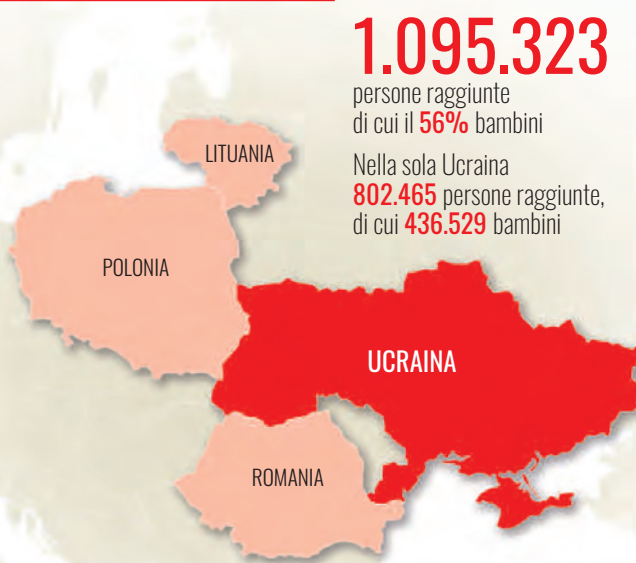 1.095.323
persone raggiunte
di cui il 56% bambini
Nella sola Ucraina
802.465 persone raggiunte,
di cui 436.529 bambini
LITUANIA
POLONIA
UCRAINA
ROMANIA